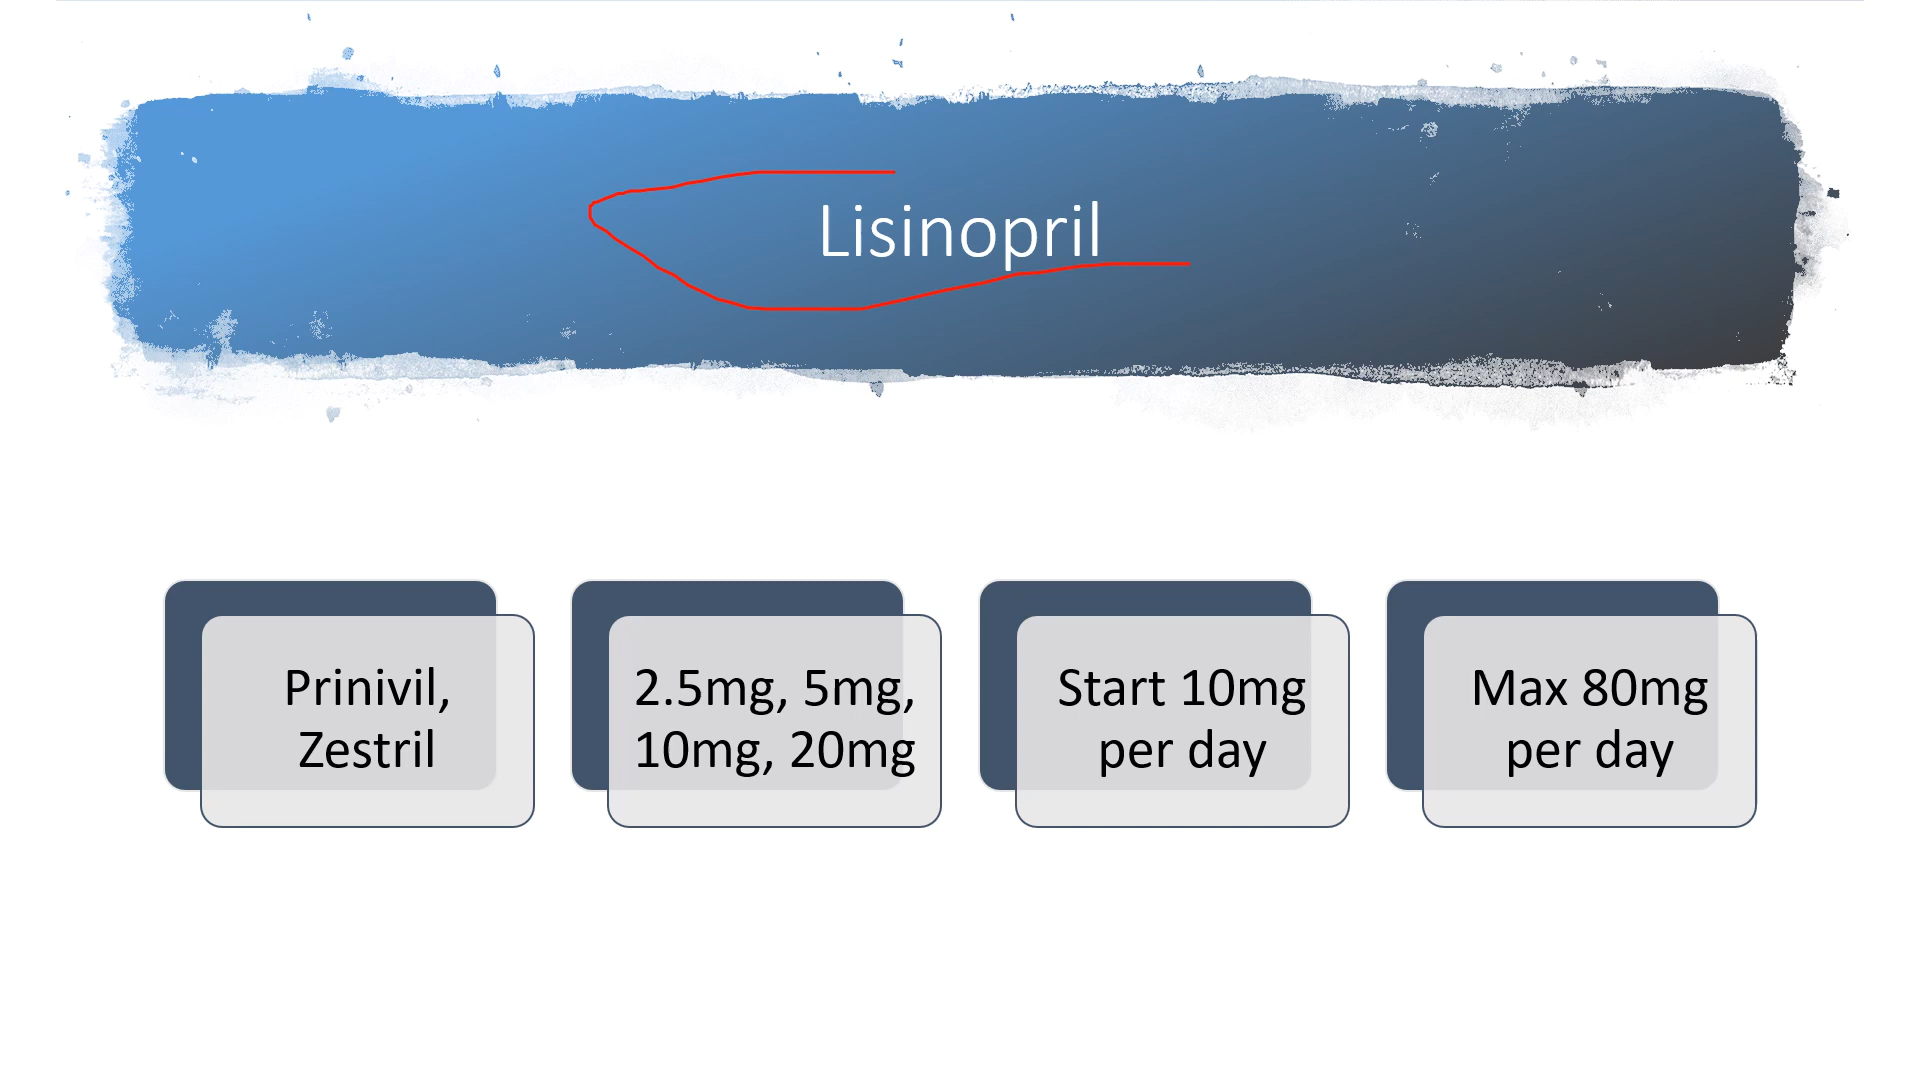 Lisinopril
Prinivil,
Zestril
2.5mg, 5mg,
10mg, 20mg
Start 10mg
per day
Max 80mg
per day